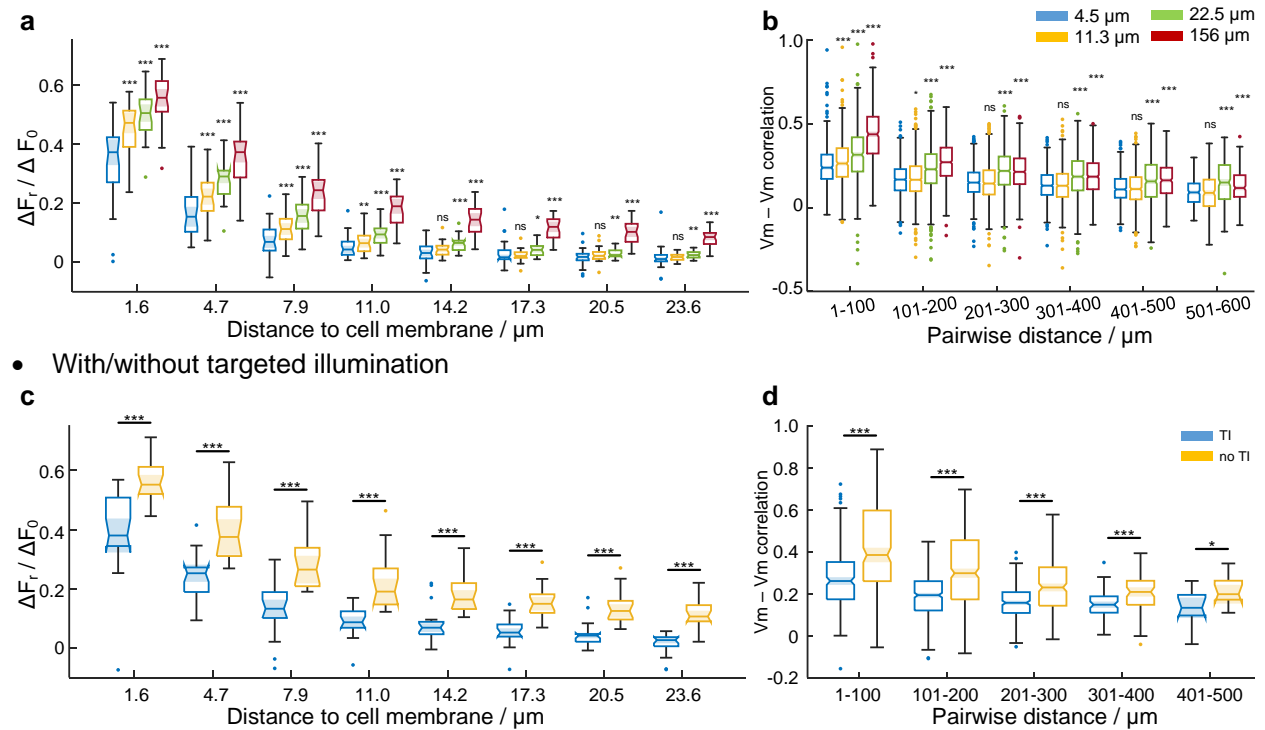 a
ΔFr / Δ F0
0.6
0.4
0.2
0
*** *** ***
*** *** ***
*** *** ***
** *** ***
ns *** ***
ns * ***
ns ** ***
ns ** ***
1.6 4.7 7.9 11.0 14.2 17.3 20.5 23.6
Distance to cell membrane / µm
b
4.5 µm 22.5 µm
11.3 µm 156 µm
Vm – Vm correlation
1.0
0.5
0
-0.5
*** *** ***
* *** ***
ns *** ***
ns *** ***
ns *** ***
ns *** ***
1-100 101-200 201-300 301-400 401-500 501-600
Pairwise distance / µm
• With/without targeted illumination
c
ΔFr / ΔF0
0.6
0.4
0.2
0
*** *** *** *** *** *** *** ***
1.6 4.7 7.9 11.0 14.2 17.3 20.5 23.6
Distance to cell membrane / µm
d
TI
no TI
Vm – Vm correlation
1.0
0.8
0.6
0.4
0.2
0
-0.2
*** *** *** *** *
1-100 101-200 201-300 301-400 401-500
Pairwise distance / µm